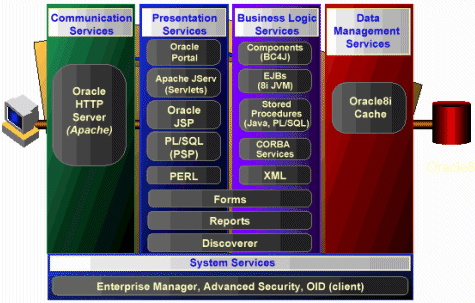 Communication
Services
Presentation
Services
Business Logic
Services
Data
Management
Services
Oracle
HTTP
Server
(Apache)
Oracle
Portal
Apache JServ
(Servlets)
Oracle
JSP
PL/SQL
(PSP)
PERL
Components
(BC4J)
EJBs
(8i JVM)
Stored
Procedures
(Java, PL/SQL)
CORBA
Services
XML
Oracle8i
Cache
Forms
Reports
Discoverer
System Services
Enterprise Manager, Advanced Security, OID (client)